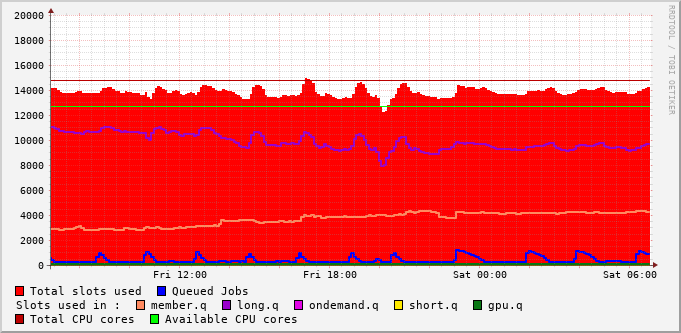 RRDTOOL / TOBI OETIKER
20000
18000
16000
14000
12000
10000
8000
6000
4000
2000
0
Fri 12:00 Fri 18:00 Sat 00:00 Sat 06:00
Total slots used Queued Jobs
Slots used in : member.q long.q ondemand.q short.q gpu.q
Total CPU cores Available CPU cores